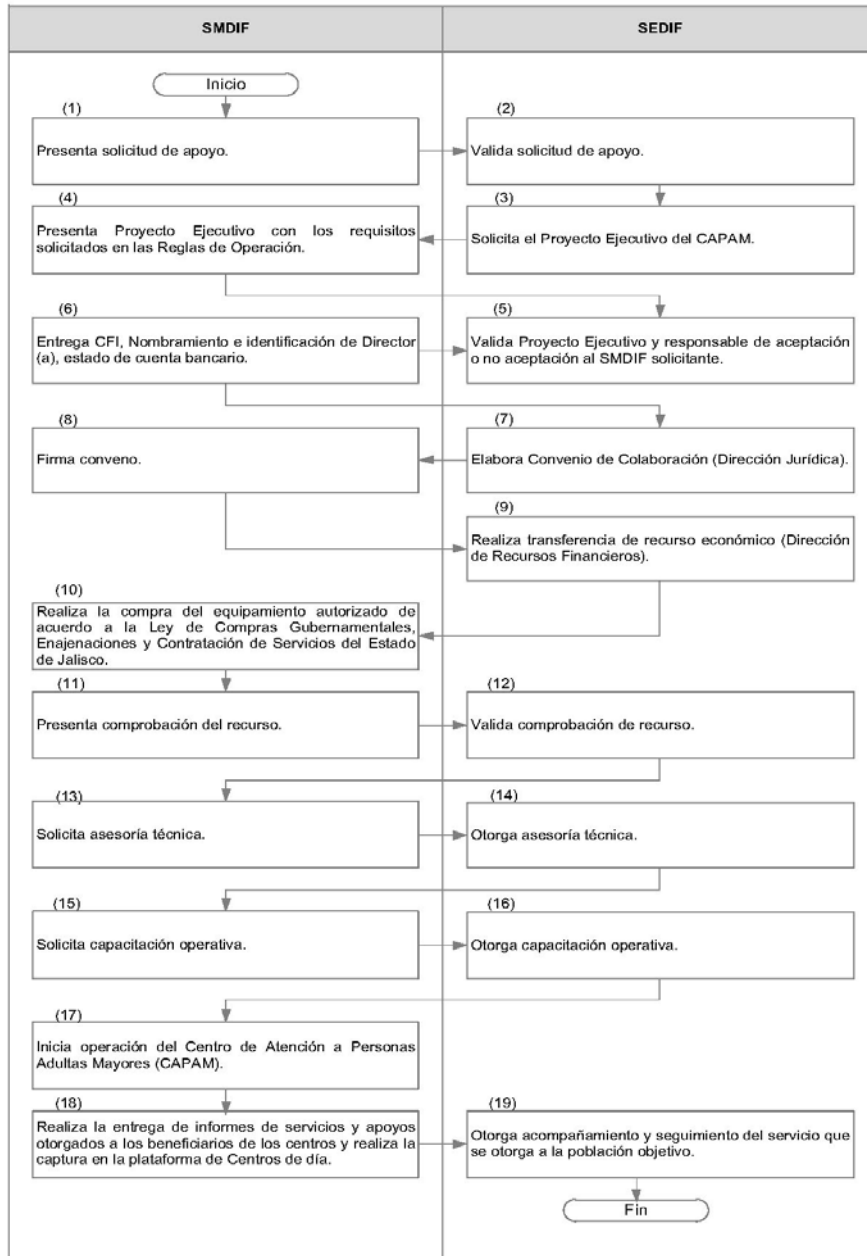 SMDIF
SEDIF
Inicio
(1)
Presenta solicitud de apoyo.
(2)
Valida solicitud de apoyo.
(4)
Presenta Proyecto Ejecutivo con los requisitos
solicitados en las Reglas de Operación.
(3)
Solicita el Proyecto Ejecutivo del CAPAM.
(6)
Entrega CFI, Nombramiento e identificación de Director
(a), estado de cuenta bancario.
(5)
Valida Proyecto Ejecutivo y responsable de aceptación
o no aceptación al SMDIF solicitante.
(8)
Firma conveno.
(7)
Elabora Convenio de Colaboración (Dirección Jurídica).
(9)
Realiza transferencia de recurso económico (Dirección
de Recursos Financieros).
(10)
Realiza la compra del equipamiento autorizado de
acuerdo a la Ley de Compras Gubernamentales,
Enajenaciones y Contratación de Servicios del Estado
de Jalisco.
(11)
Presenta comprobación del recurso.
(12)
Valida comprobación de recurso.
(13)
Solicita asesoría técnica.
(14)
Otorga asesoría técnica.
(15)
Solicita capacitación operativa.
(16)
Otorga capacitación operativa.
(17)
Inicia operación del Centro de Atención a Personas
Adultas Mayores (CAPAM).
(18)
Realiza la entrega de informes de servicios y apoyos
otorgados a los beneficiarios de los centros y realiza la
captura en la plataforma de Centros de día.
(19)
Otorga acompañamiento y seguimiento del servicio que
se otorga a la población objetivo.
Fin